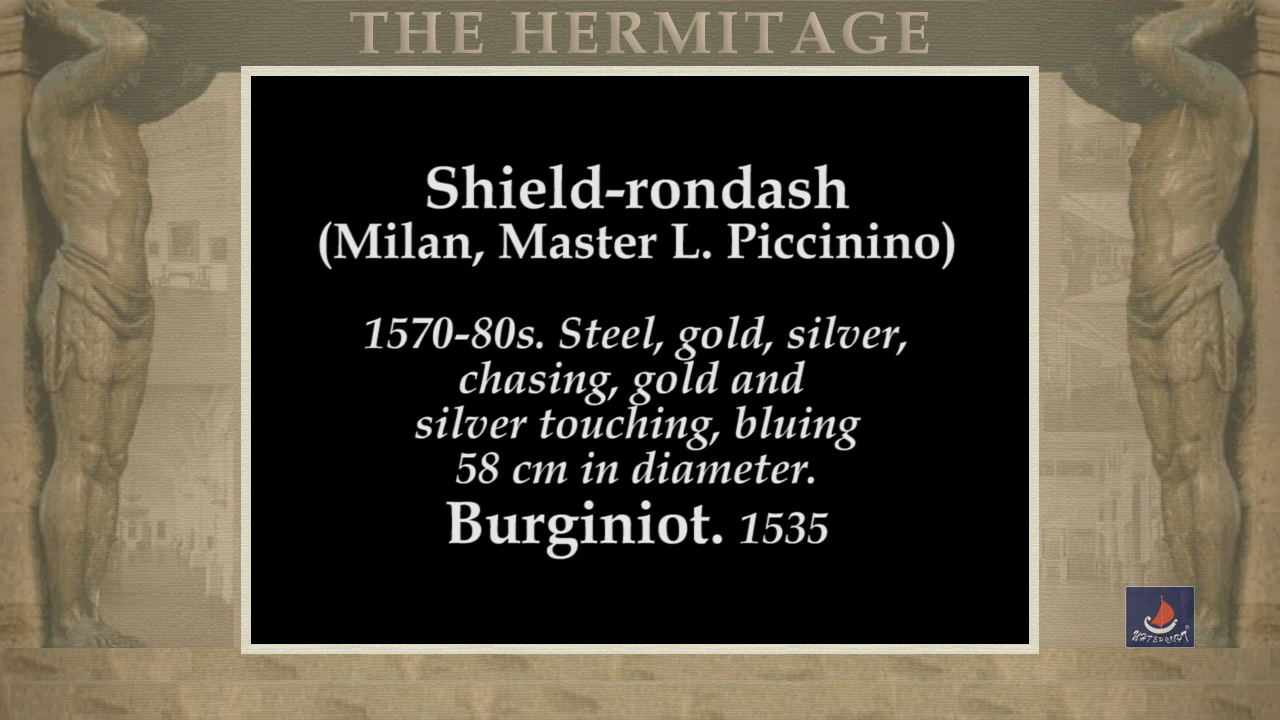 THE HERMITAGE
Shield-rondash
(Milan, Master L. Piccinino)
1570-80s. Steel, gold, silver,
chasing, gold and
silver touching, bluing
58 cm in diameter.
Burginiot. 1535
ИНТЕРСОФТ